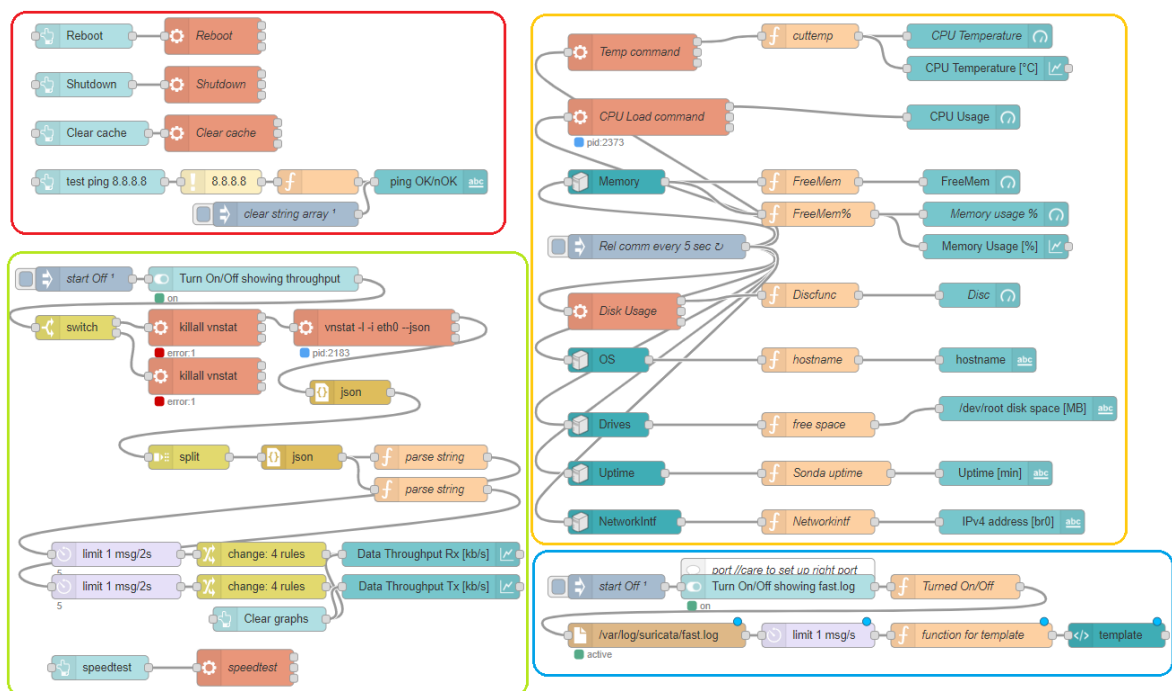 Reboot
Reboot
Shutdown
Shutdown
Clear cache
Clear cache
test ping 8.8.8.8
8.8.8.8
ping OK/nOK
abc
clear string array ¹
Temp command
cuttemp
CPU Temperature
CPU Temperature [°C]
CPU Load command
pid:2373
CPU Usage
Memory
FreeMem
FreeMem
FreeMem%
Memory usage %
Rel comm every 5 sec ↻
Memory Usage [%]
Disk Usage
Discfunc
Disc
OS
hostname
hostname
abc
Drives
free space
/dev/root disk space [MB]
abc
Uptime
Sonda uptime
Uptime [min]
abc
NetworkIntf
Networkintf
IPv4 address [br0]
abc
start Off ¹
Turn On/Off showing throughput
on
switch
killall vnstat
error:1
vnstat -l -i eth0 --json
pid:2183
killall vnstat
error:1
json
split
json
parse string
parse string
limit 1 msg/2s
5
change: 4 rules
Data Throughput Rx [kb/s]
limit 1 msg/2s
5
change: 4 rules
Data Throughput Tx [kb/s]
Clear graphs
speedtest
speedtest
port //care to set up right port
start Off ¹
Turn On/Off showing fast.log
on
Turned On/Off
/var/log/suricata/fast.log
active
limit 1 msg/s
function for template
template